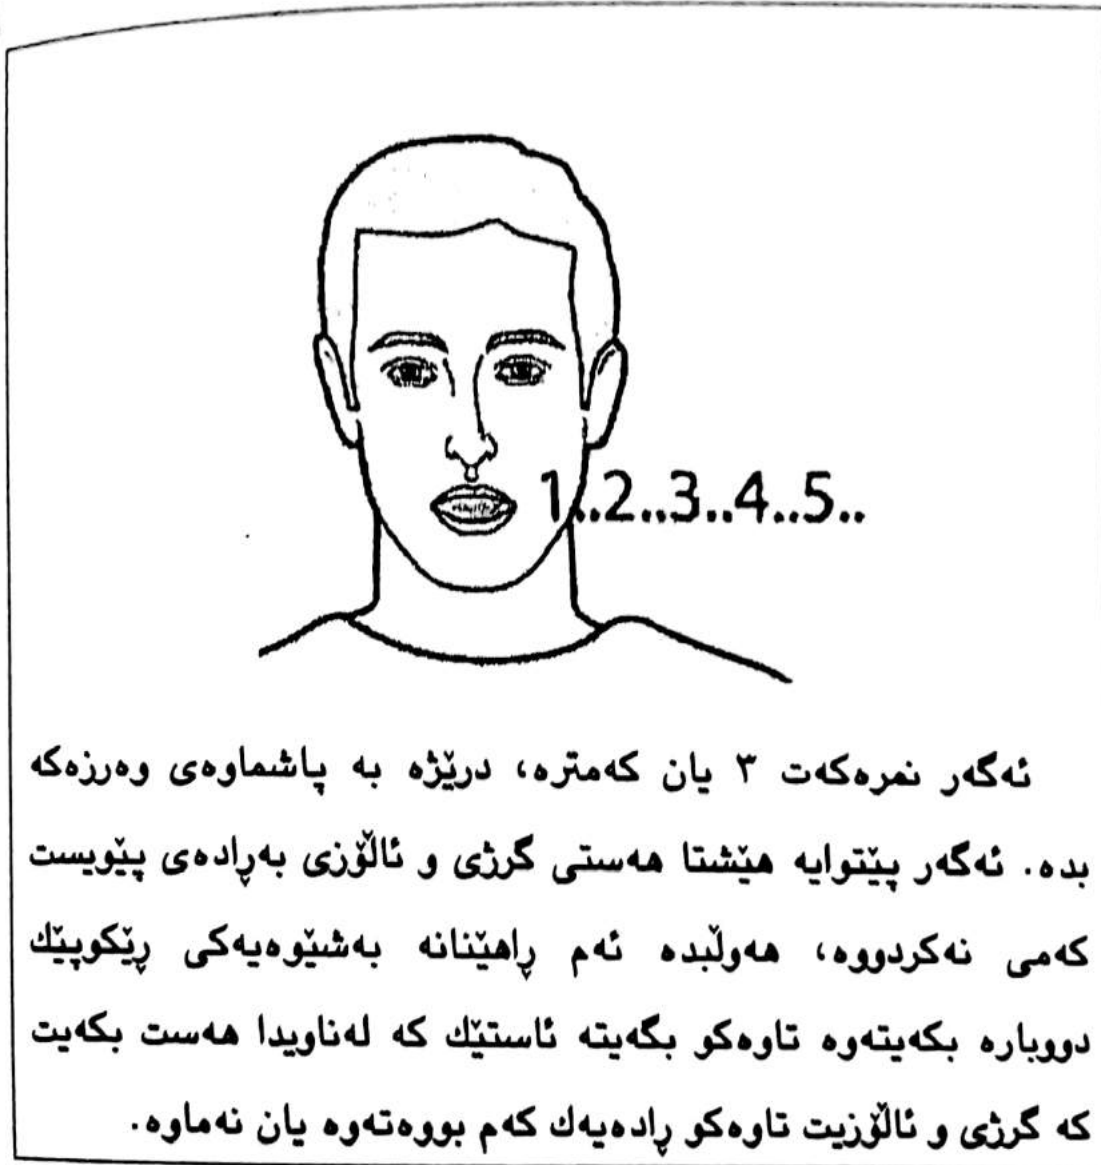 1..2..3..4..5..
ئەگەر نمرەکەت ٣ یان کەمترە، درێژە بە پاشماوەی وەرزەکە
بدە. ئەگەر پێتوایە هێشتا هەستی گرژی و ئاڵۆزی بەڕادەی پێویست
کەمی نەکردووە، هەوڵبدە ئەم ڕاهێنانە بەشێوەیەکی ڕێکوپێك
دووبارە بکەیتەوە تاوەکو بگەیتە ئاستێك کە لەناویدا هەست بکەیت
کە گرژی و ئاڵۆزیت تاوەکو ڕادەیەك کەم بووەتەوە یان نەماوە.